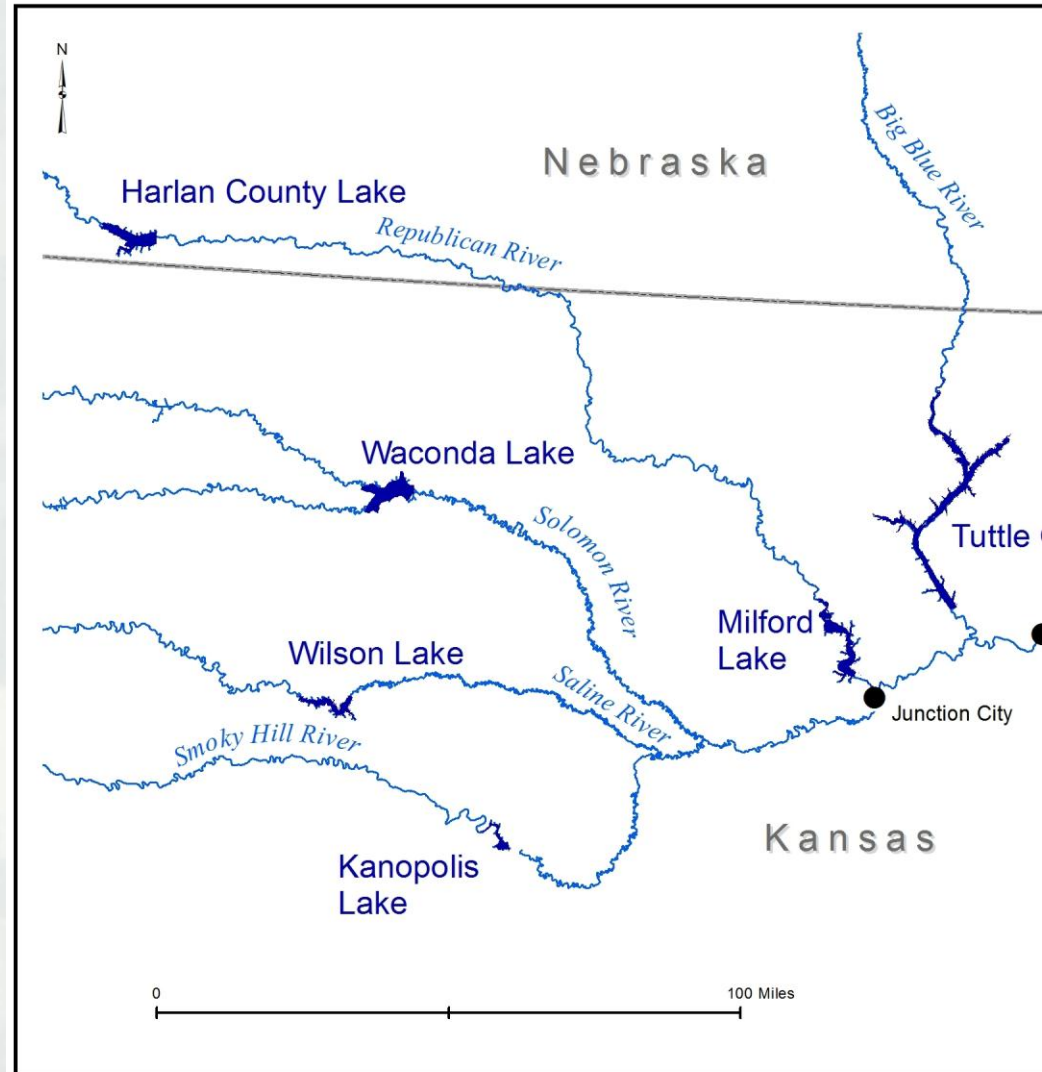 N
Nebraska
Big Blue River
Harlan County Lake
Republican River
Waconda Lake
Solomon River
Tuttle
Milford
Lake
Wilson Lake
Saline River
Junction City
Smoky Hill River
Kansas
Kanopolis
Lake
0
100 Miles